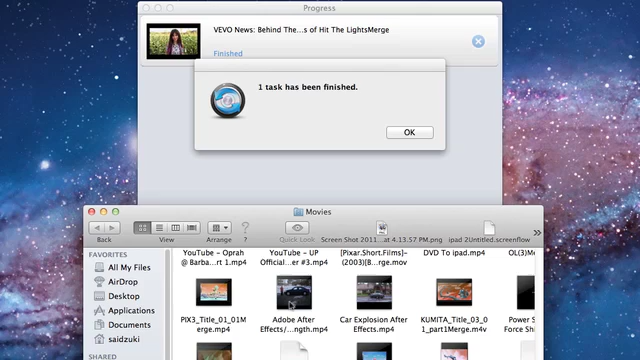 Progress
VEVO News: Behind The...s of Hit The LightsMerge
Finished
1 task has been finished.
OK
Movies
Back
View
Arrange
?
Quick Look
Screen Shot 2011...at 4.13.57 PM.png
ipad 2Untitled.screenflow
FAVORITES
All My Files
AirDrop
Desktop
Applications
Documents
saidzuki
SHARED
YouTube - Oprah
@ Barba...rt 1.mp4
YouTube - UP
Official...er #3.mp4
[Pixar.Short.Films]-
(2003)[B...rge.mov
DVD To ipad.mp4
OL(3)Me
PIX3_Title_01_01M
erge.mp4
Adobe After
Effects/...ngth.mp4
Car Explosion After
Effects.mp4
KUMITA_Title_03_0
1_part1Merge.m4v
Power S
Force Shi